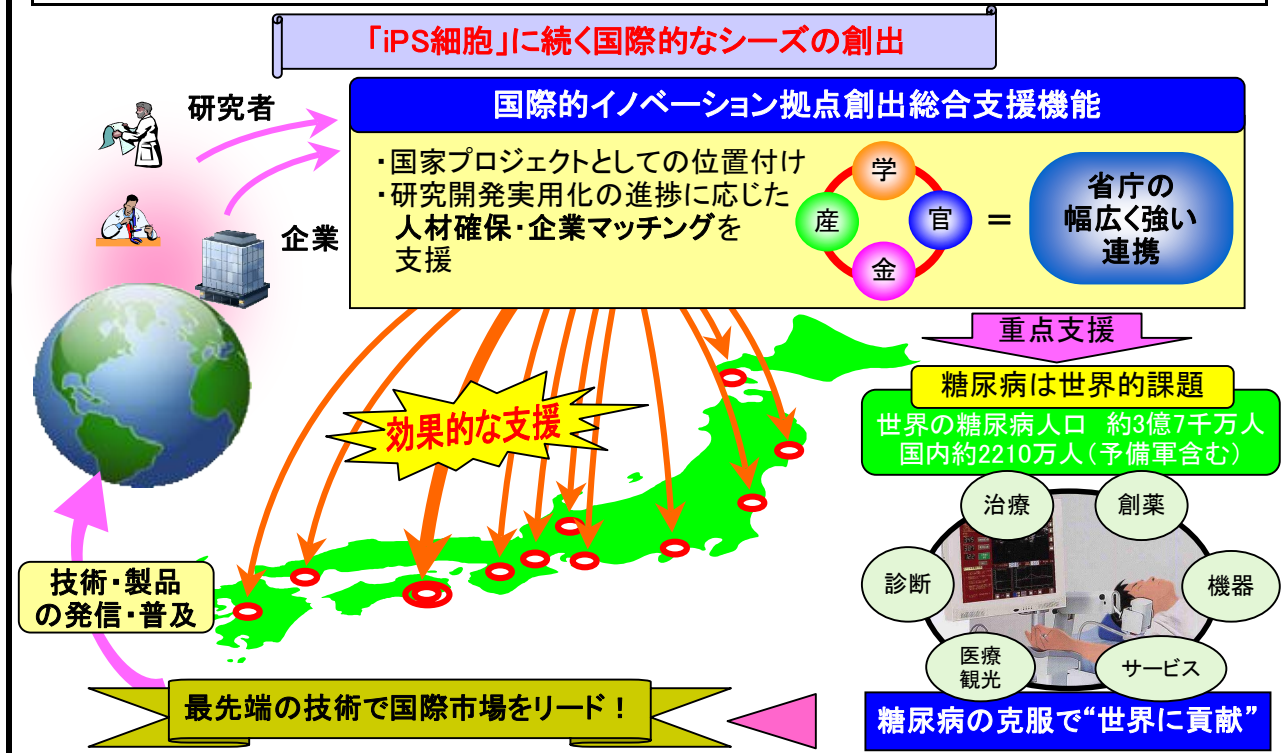 「iPS細胞」に続く国際的なシーズの創出
研究者
企業
国際的イノベーション拠点創出総合支援機能
・国家プロジェクトとしての位置付け
・研究開発実用化の進捗に応じた
人材確保・企業マッチングを
支援
学
産
官
金
＝
省庁の
幅広く強い
連携
重点支援
糖尿病は世界的課題
世界の糖尿病人口　約3億7千万人
国内約2210万人（予備軍含む）
効果的な支援
治療
創薬
診断
機器
医療
観光
サービス
糖尿病の克服で“世界に貢献”
技術・製品
の発信・普及
最先端の技術で国際市場をリード！